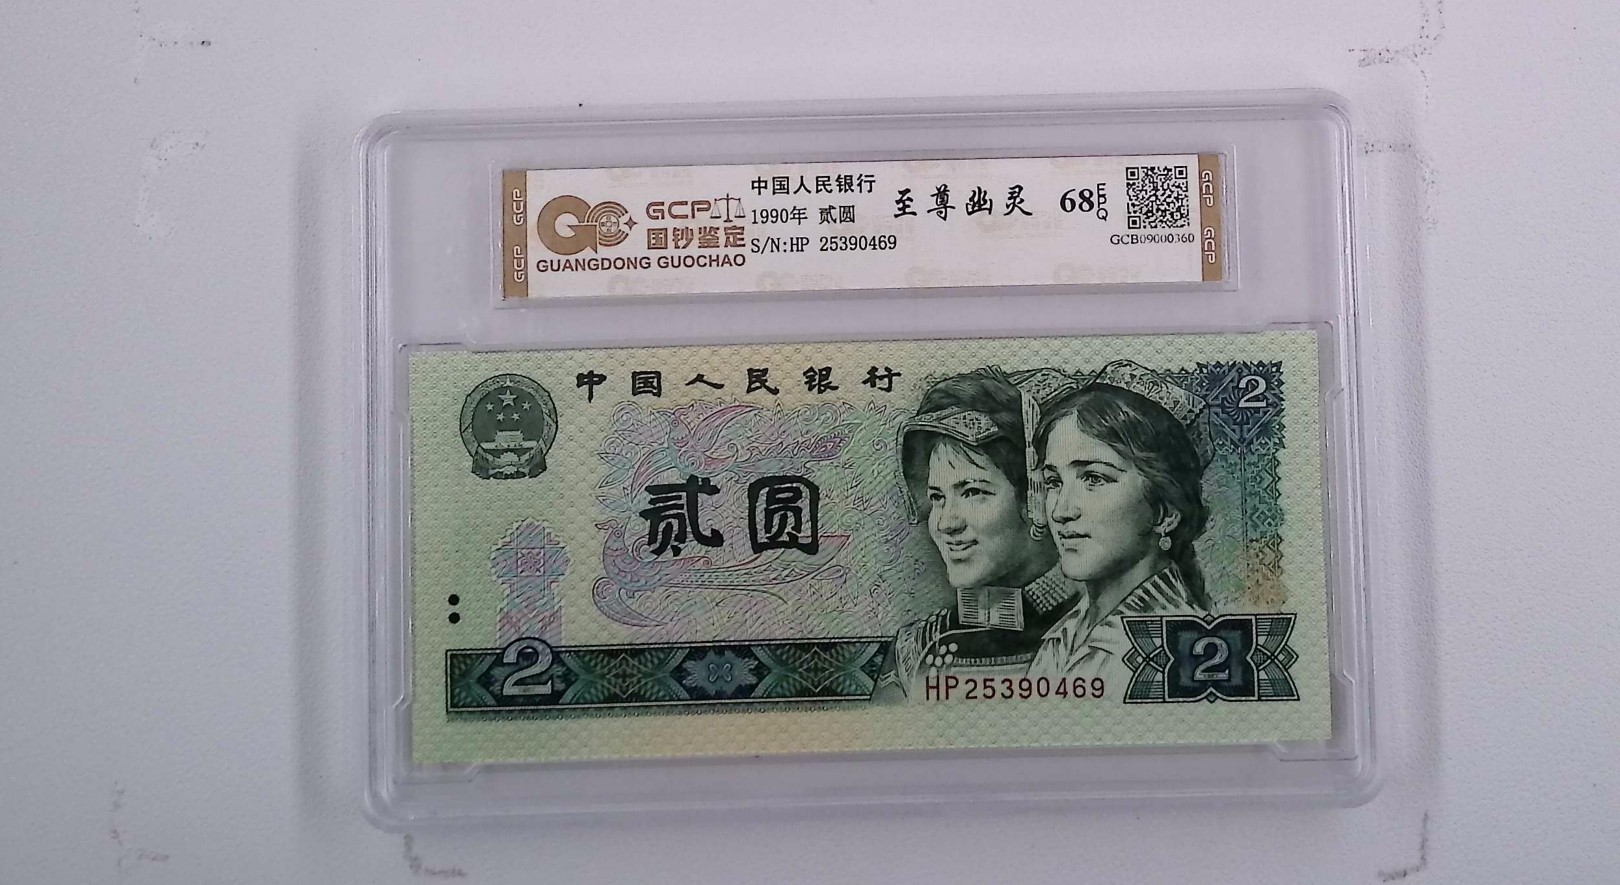 GCP 国钞鉴定
GUANGDONG GUOCHAO
中国人民银行
1990年 贰圆
S/N:HP 25390469
至尊幽灵
68 EPQ
GCB09000360
GCP GCP
GCP GCP
中国人民银行
2
贰圆
2
HP25390469
2